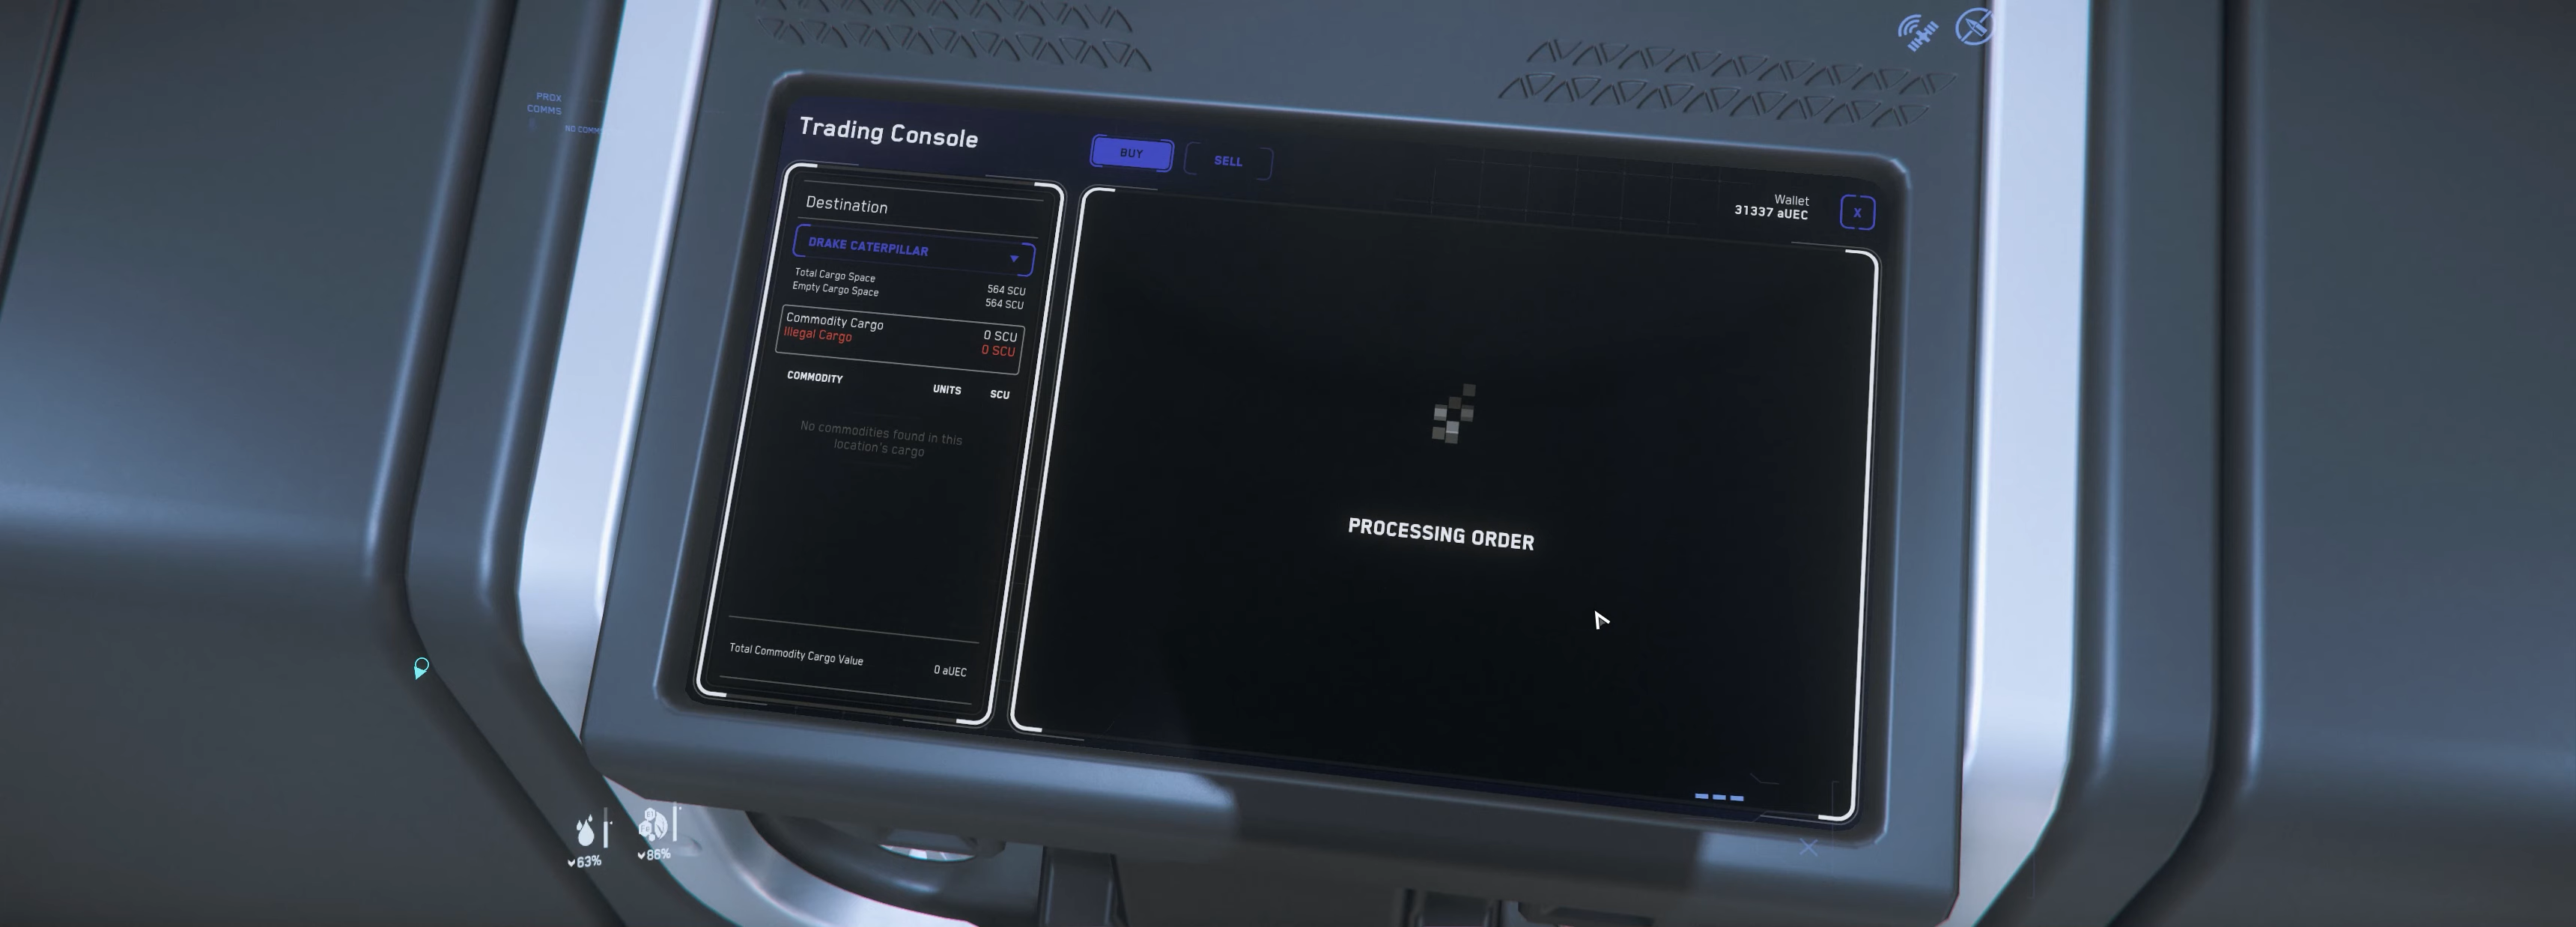 PROX
COMMS
NO COMM
Trading Console
BUY
SELL
Wallet
31337 aUEC
X
Destination
DRAKE CATERPILLAR
Total Cargo Space 564 SCU
Empty Cargo Space 564 SCU
Commodity Cargo 0 SCU
Illegal Cargo 0 SCU
COMMODITY UNITS SCU
No commodities found in this
location's cargo
PROCESSING ORDER
Total Commodity Cargo Value 0 aUEC
63%
86%